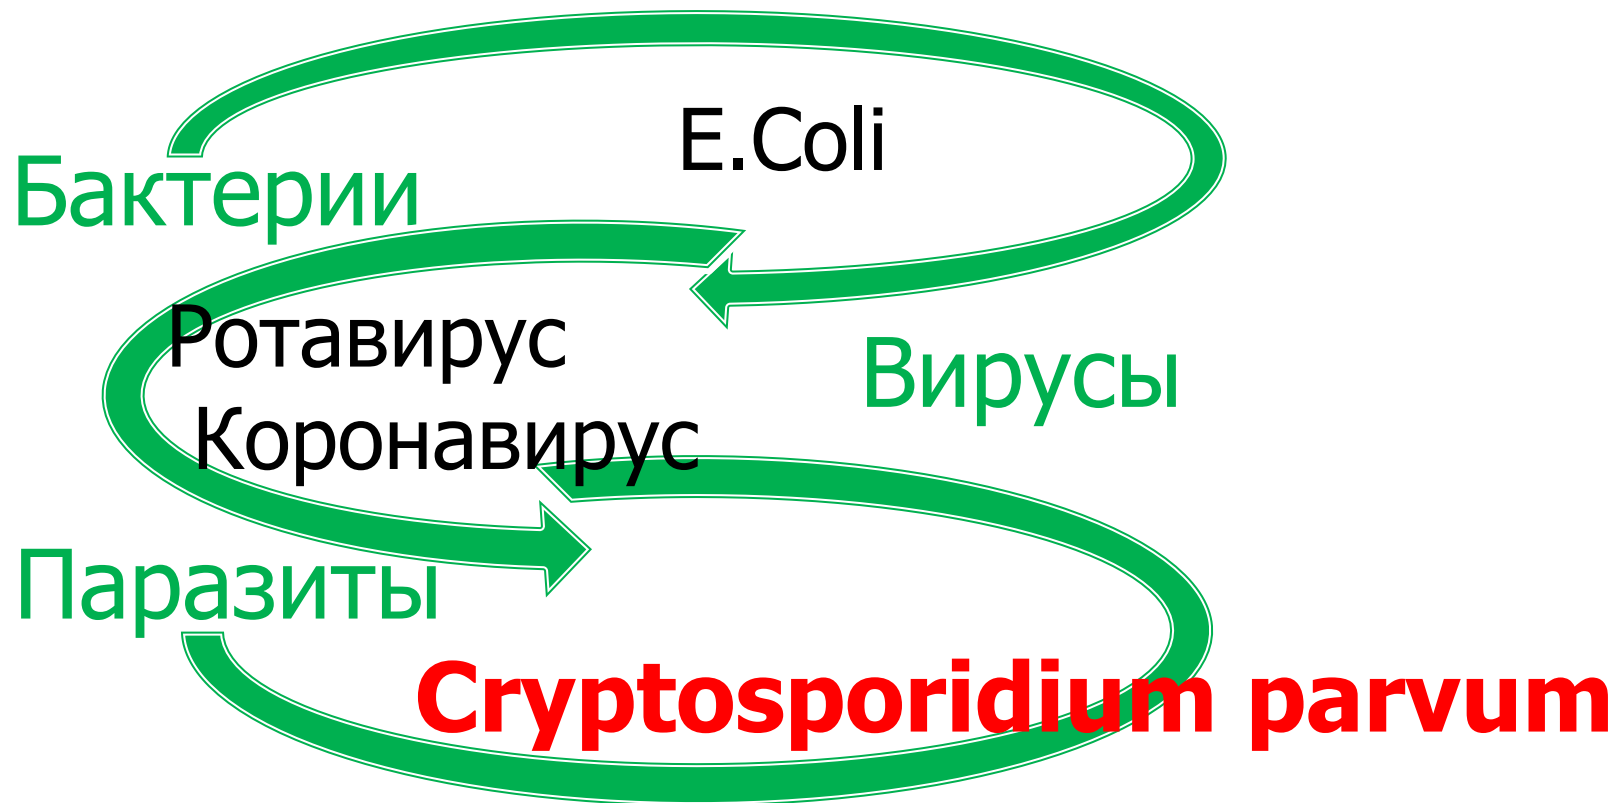 E.Coli
Бактерии
Ротавирус
Вирусы
Коронавирус
Паразиты
Cryptosporidium parvum